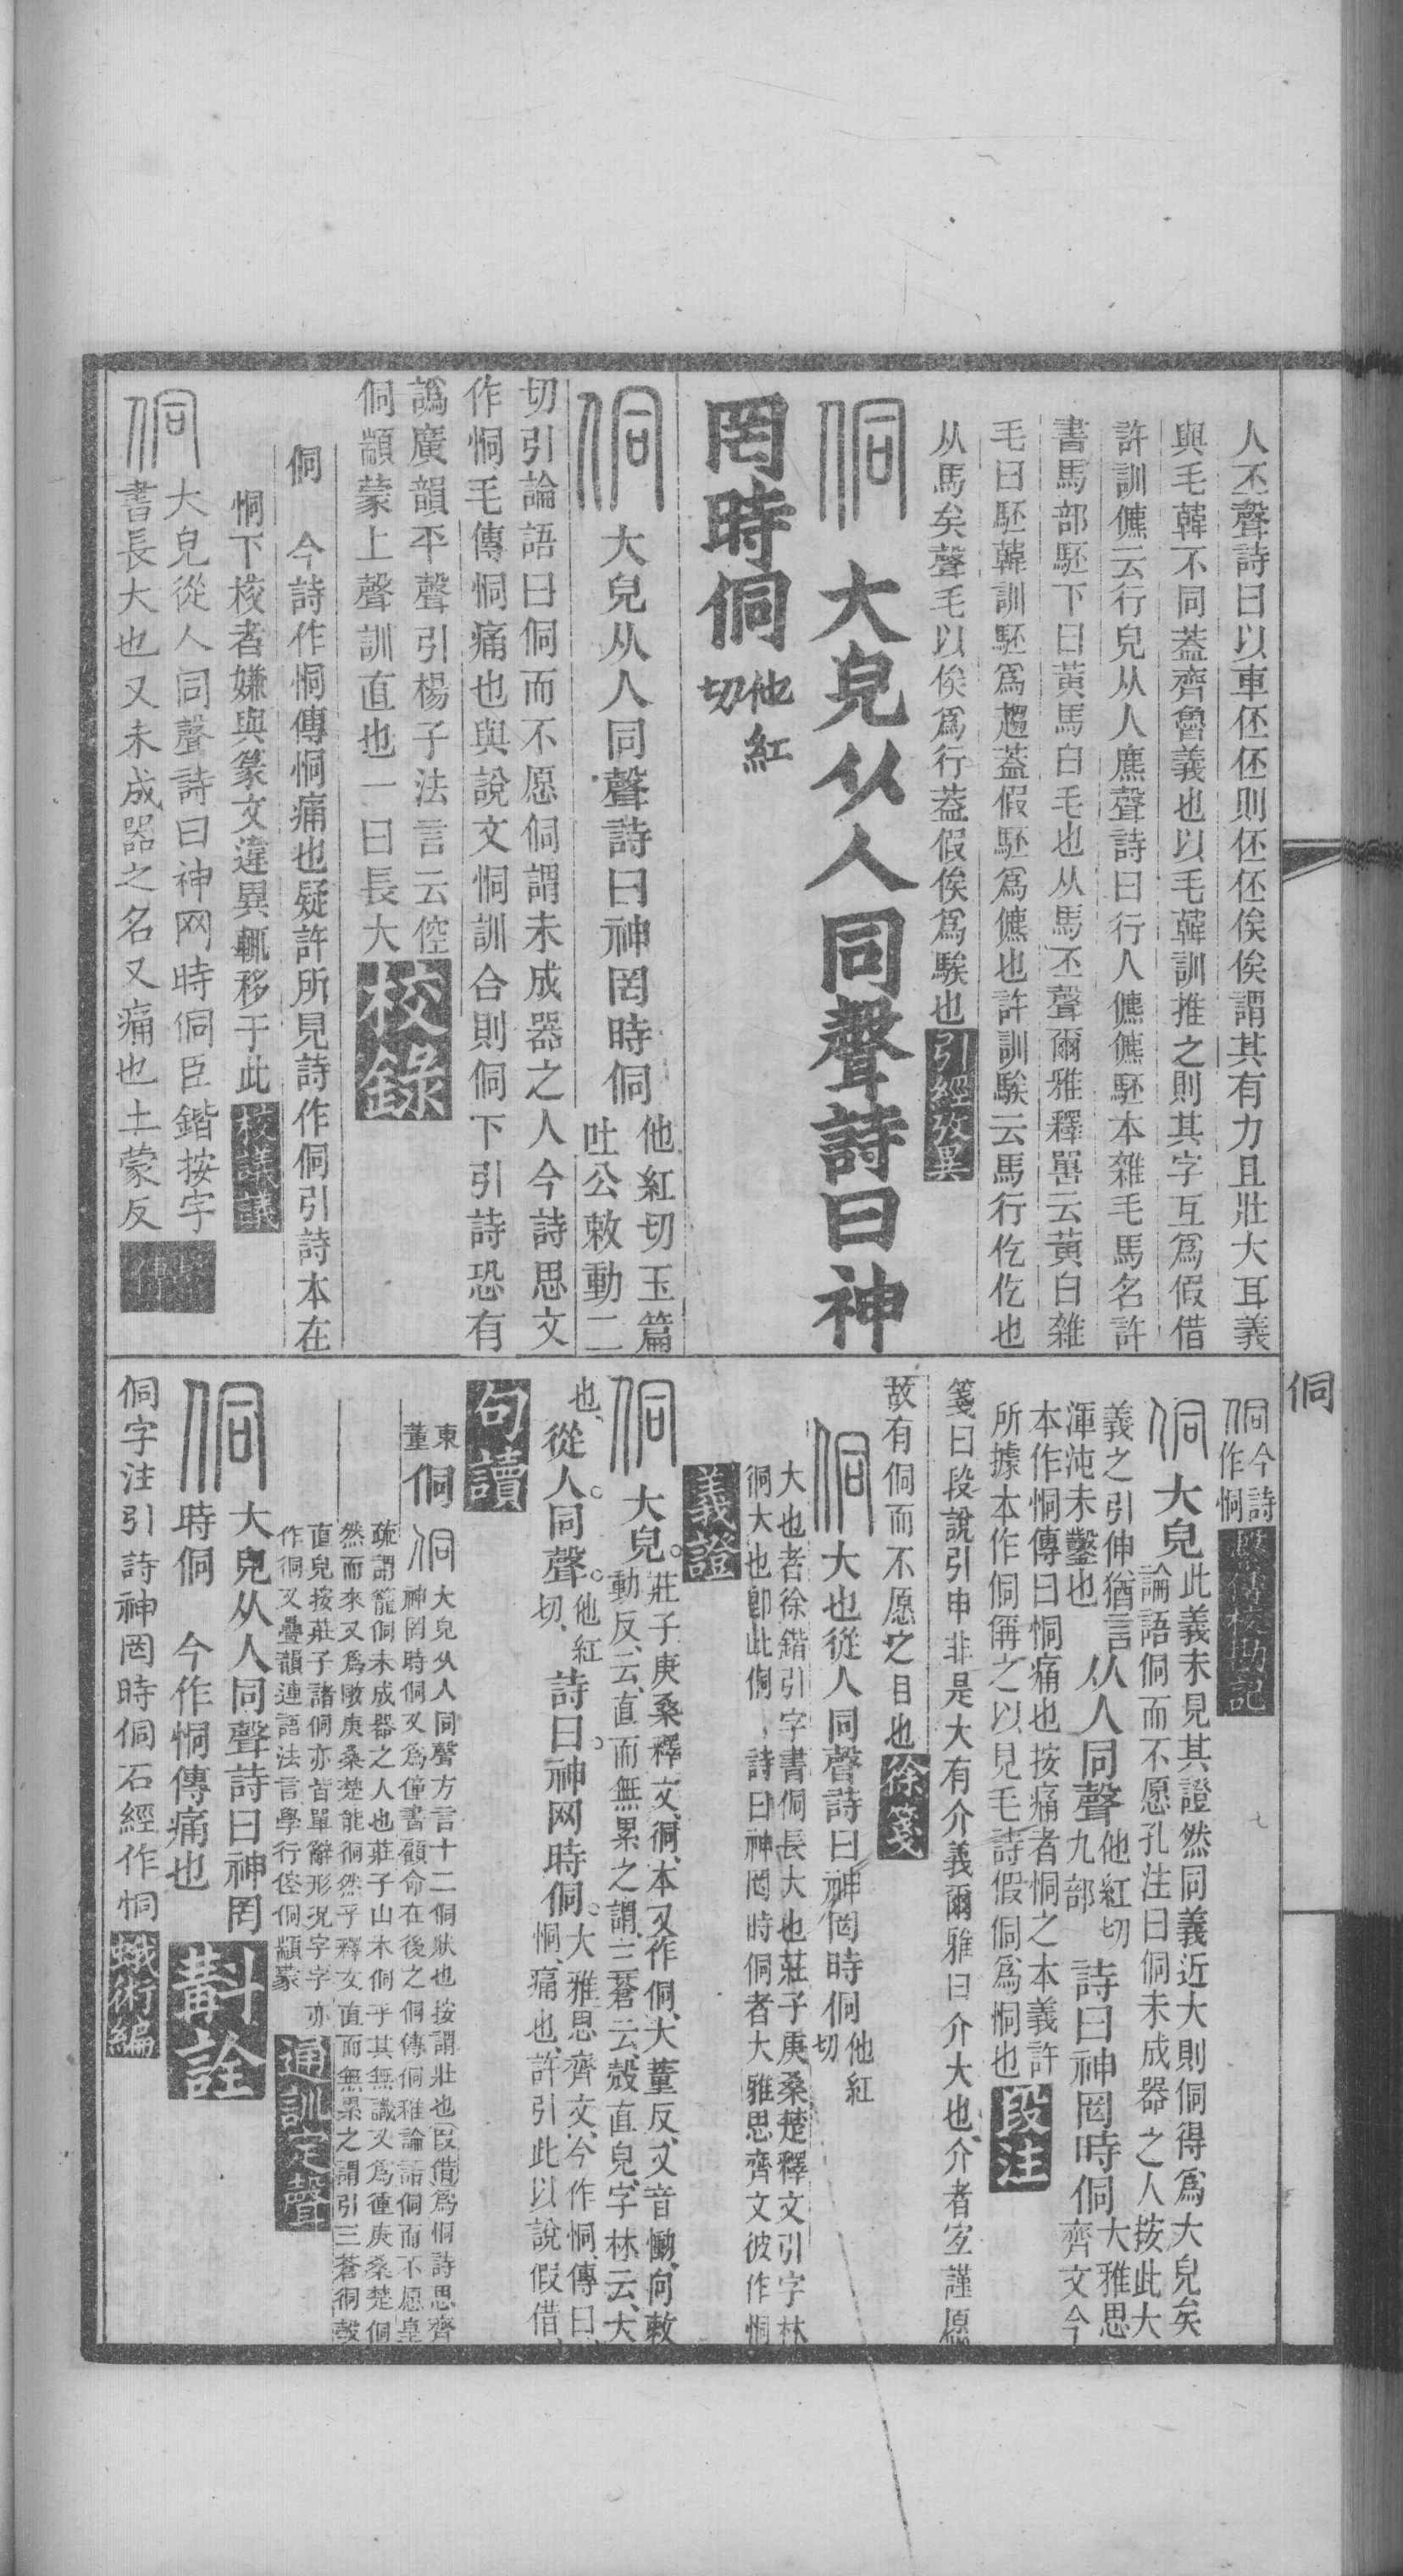 人丕聲詩曰以車伾伾則伾伾俟俟謂其有力且壯大耳義
與毛韓不同蓋齊魯義也以毛韓訓推之則其字互爲假借
許訓儦云行皃从人麃聲詩曰行人儦儦駓本雜毛馬名許
書馬部駓下曰黃馬白毛也从馬丕聲爾雅釋嘼云黃白雜
毛曰駓韓訓駓爲趨蓋假駓爲儦也許訓騃云馬行仡仡也
从馬矣聲毛以俟爲行蓋假俟爲騃也引經攷異
侗 大皃从人同聲詩曰神
罔時侗他紅切
侗 大皃从人同聲詩曰神罔時侗他紅切玉篇吐公敕動二
切引論語曰侗而不愿侗謂未成器之人今詩思文
作恫毛傳恫痛也與說文恫訓合則侗下引詩恐有
譌廣韻平聲引楊子法言云倥
侗顓蒙上聲訓直也一曰長大校錄
侗 今詩作恫傳恫痛也疑許所見詩作侗引詩本在
恫下校者嫌與篆文違異輒移于此校議議
侗 大皃從人同聲詩曰神网時侗臣鍇按字
書長大也又未成器之名又痛也土蒙反繫傳
侗 今詩作恫段傳校勘記
侗 大皃此義未見其證然同義近大則侗得爲大皃矣
論語侗而不愿孔注曰侗未成器之人按此大
義之引伸猶言渾沌未鑿也从人同聲他紅切九部詩曰神罔時侗大雅思齊文今
本作恫傳曰恫痛也按痛者恫之本義許
所據本作侗偁之以見毛詩假侗爲恫也段注
箋曰段說引申非是大有介義爾雅曰介大也介者宓謹愿
故有侗而不愿之目也徐箋
侗 大也從人同聲詩曰神罔時侗他紅切
大也者徐鍇引字書侗長大也莊子庚桑楚釋文引字林
侗大也卽此侗 詩曰神罔時侗者大雅思齊文彼作恫
義證
侗 大皃。莊子庚桑釋文侗、本又作侗、大董反、又音慟、向敕
動反、云、直而無累之謂、三蒼云、殻直皃、字林云、大
也、從人。同聲。他紅切、詩曰。神网時侗。大雅思齊文、今作恫、傳曰、
恫、痛也、許引此以說假借、
句讀
東董 侗 侗 大皃从人同聲方言十二侗狀也按謂壯也叚借爲恫詩思齊
神罔時侗又爲僮書顧命在後之侗傳侗稚論語侗而不愿皇
疏謂籠侗未成器之人也莊子山木侗乎其無識又爲僮庚桑楚侗
然而來又爲㗢庚桑楚能侗然乎釋文直而無累之謂引三蒼侗殻
直皃按莊子諸侗亦皆單辭形況字字亦
作侗又疊韻連語法言學行倥侗顓蒙通訓定聲
侗 大皃从人同聲詩曰神罔
時侗 今作恫傳痛也斠詮
侗字注引詩神罔時侗石經作恫蛾術編
侗